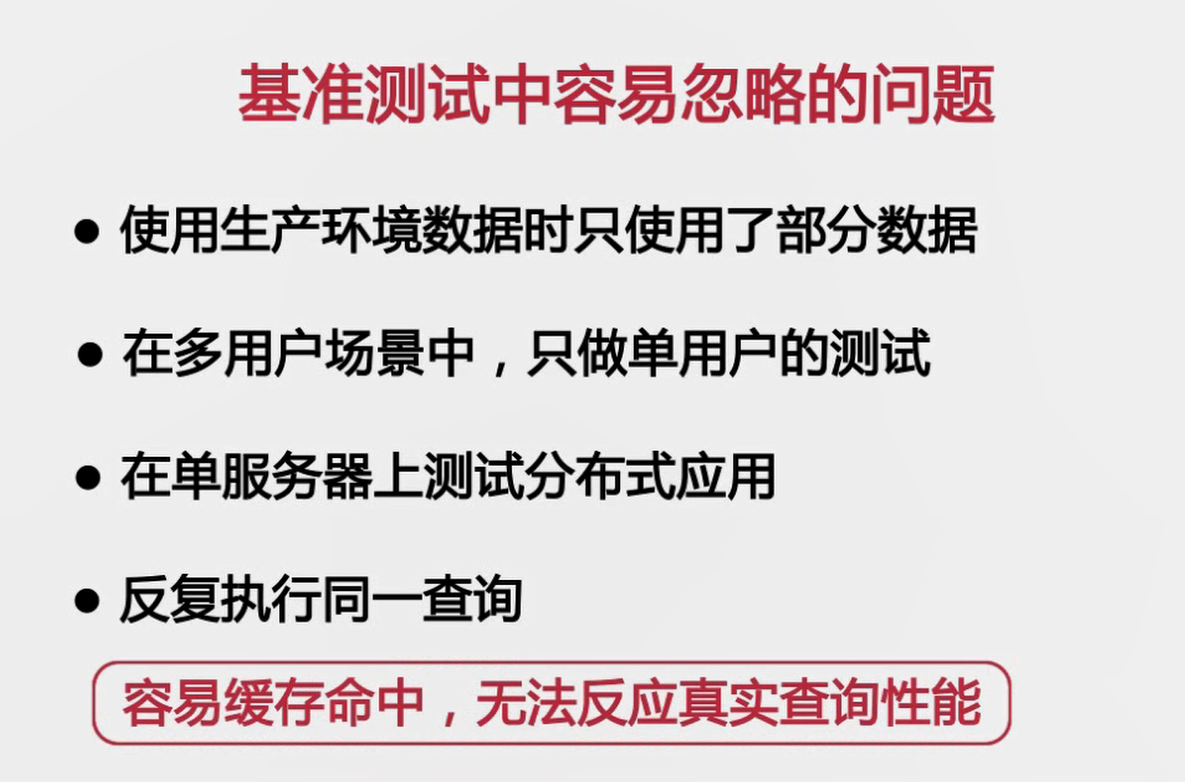 基准测试中容易忽略的问题
● 使用生产环境数据时只使用了部分数据
● 在多用户场景中，只做单用户的测试
● 在单服务器上测试分布式应用
● 反复执行同一查询
容易缓存命中，无法反应真实查询性能